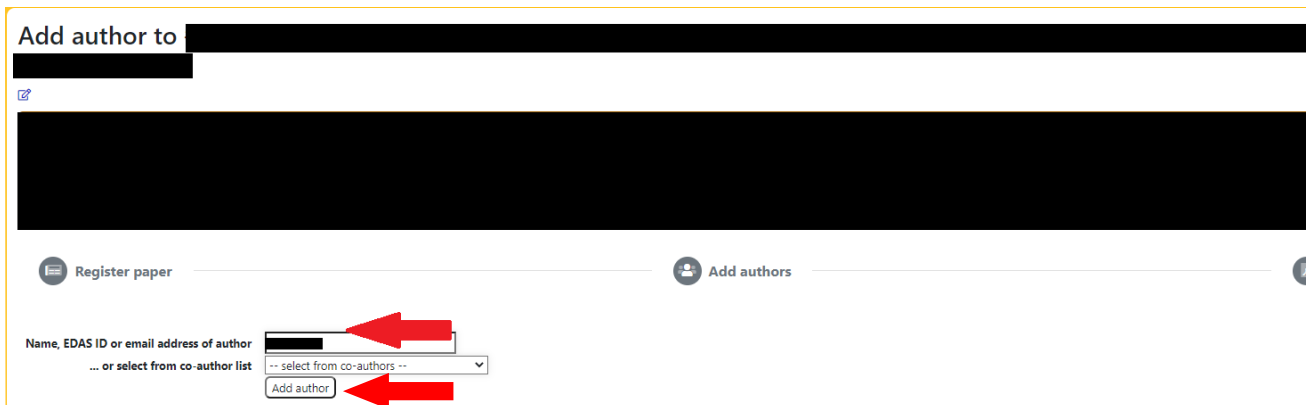 Add author to
Register paper
Add authors
Name, EDAS ID or email address of author
... or select from co-author list
-- select from co-authors --
Add author